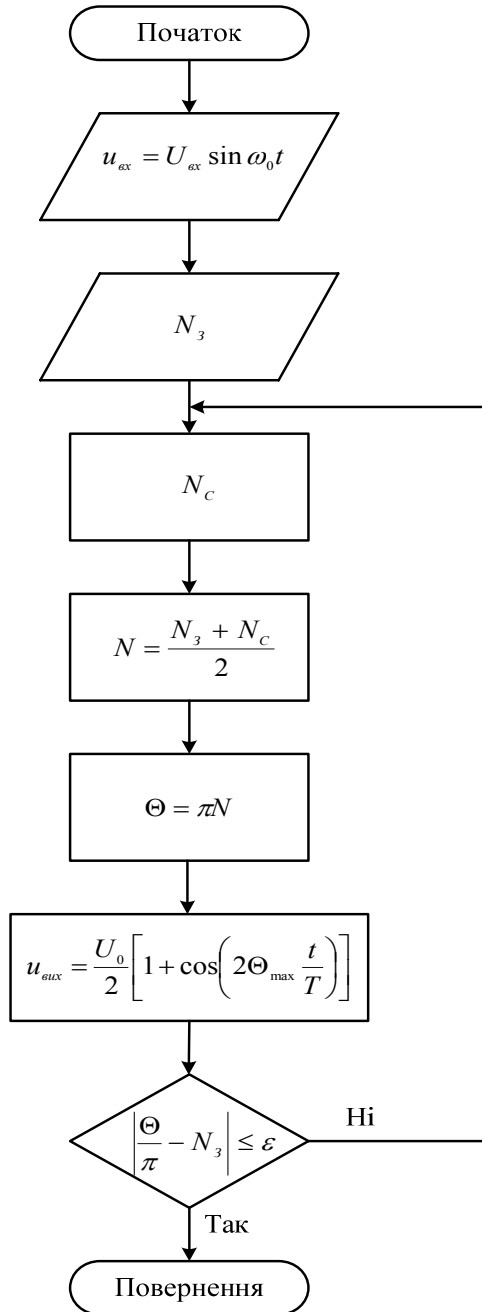 Початок
u_вх = U_вх sin ω₀t
N_з
N_C
N = (N_з + N_C) / 2
Θ = πN
u_вих = U₀/2 [1 + cos(2Θ_max t/T)]
|Θ/π − N_з| ≤ ε
Ні
Так
Повернення